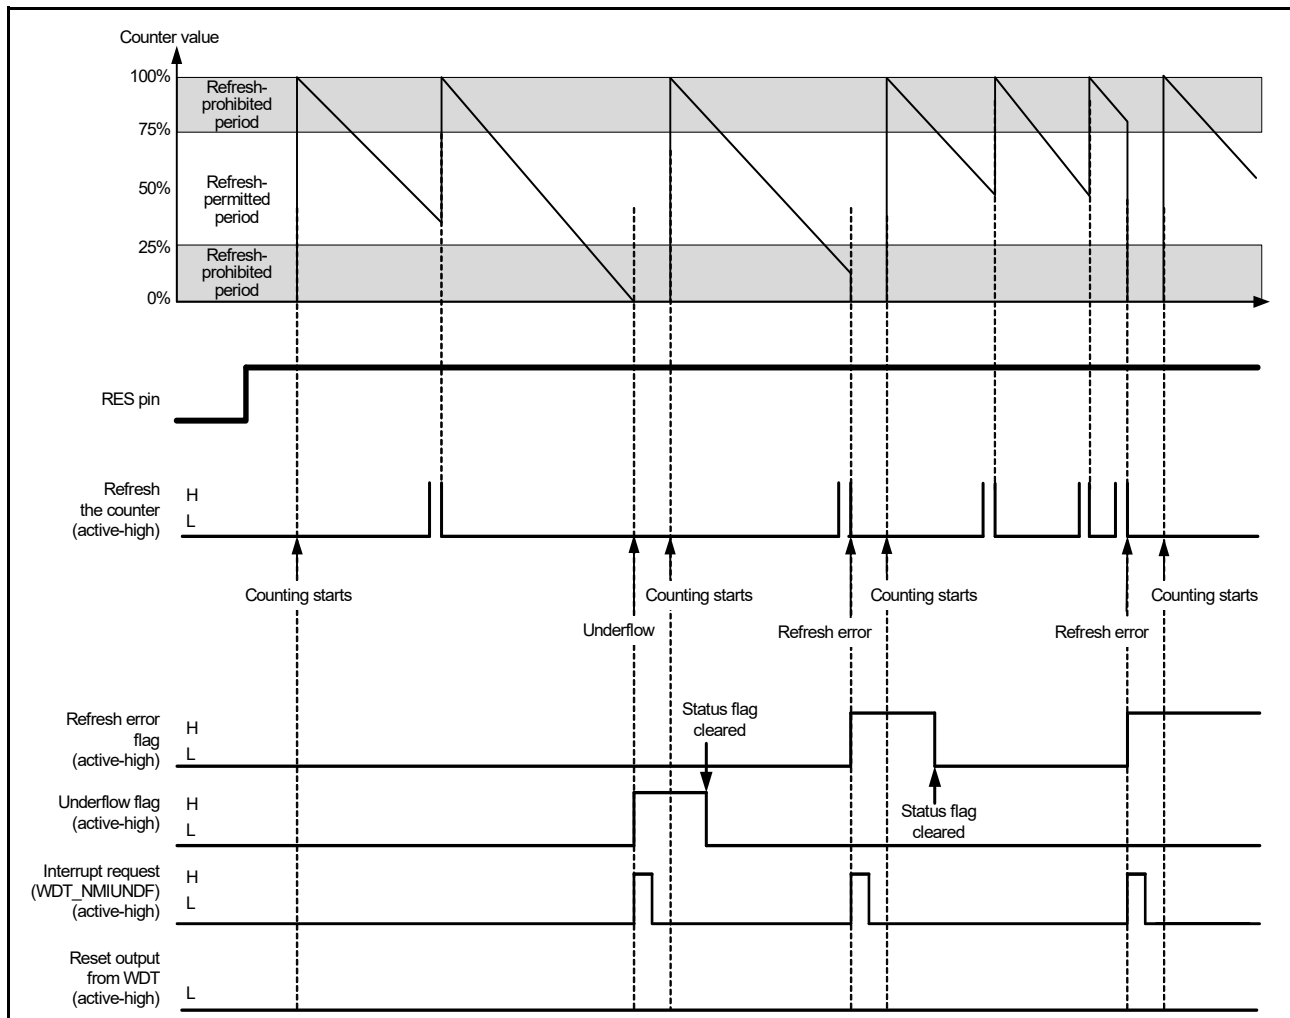 Counter value
100%
Refresh-
prohibited
period
75%
50%
Refresh-
permitted
period
25%
Refresh-
prohibited
period
0%
RES pin
Refresh
the counter
(active-high)
H
L
Counting starts
Counting starts
Counting starts
Counting starts
Underflow
Refresh error
Refresh error
Refresh error
flag
(active-high)
H
L
Status flag
cleared
Status flag
cleared
Underflow flag
(active-high)
H
L
Interrupt request
(WDT_NMIUNDF)
(active-high)
H
L
Reset output
from WDT
(active-high)
L